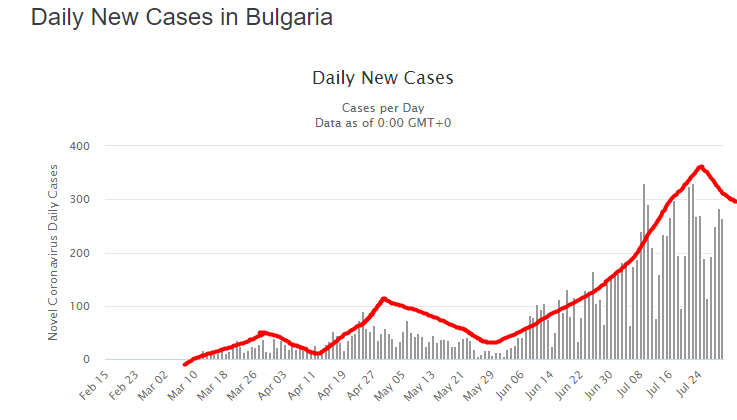 Daily New Cases in Bulgaria
Daily New Cases
Cases per Day
Data as of 0:00 GMT+0
Novel Coronavirus Daily Cases
400
300
200
100
0
Feb 15
Feb 23
Mar 02
Mar 10
Mar 18
Mar 26
Apr 03
Apr 11
Apr 19
Apr 27
May 05
May 13
May 21
May 29
Jun 06
Jun 14
Jun 22
Jun 30
Jul 08
Jul 16
Jul 24